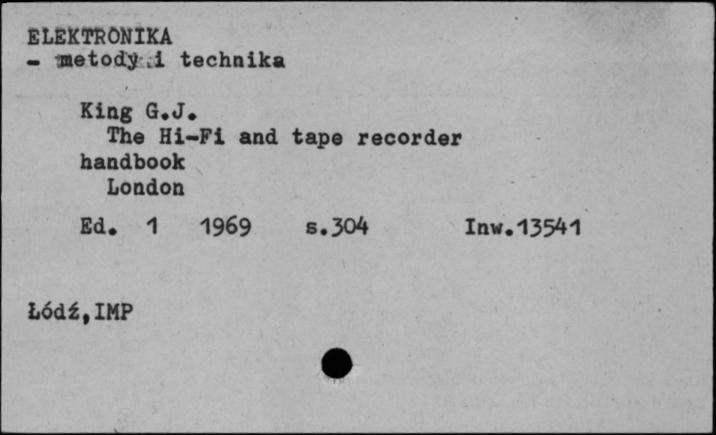 ELEKTRONIKA
- metody i technika
King G.J.
The Hi-Fi and tape recorder
handbook
London
Ed. 1 1969 s.304 Inw.13541
Łódź,IMP